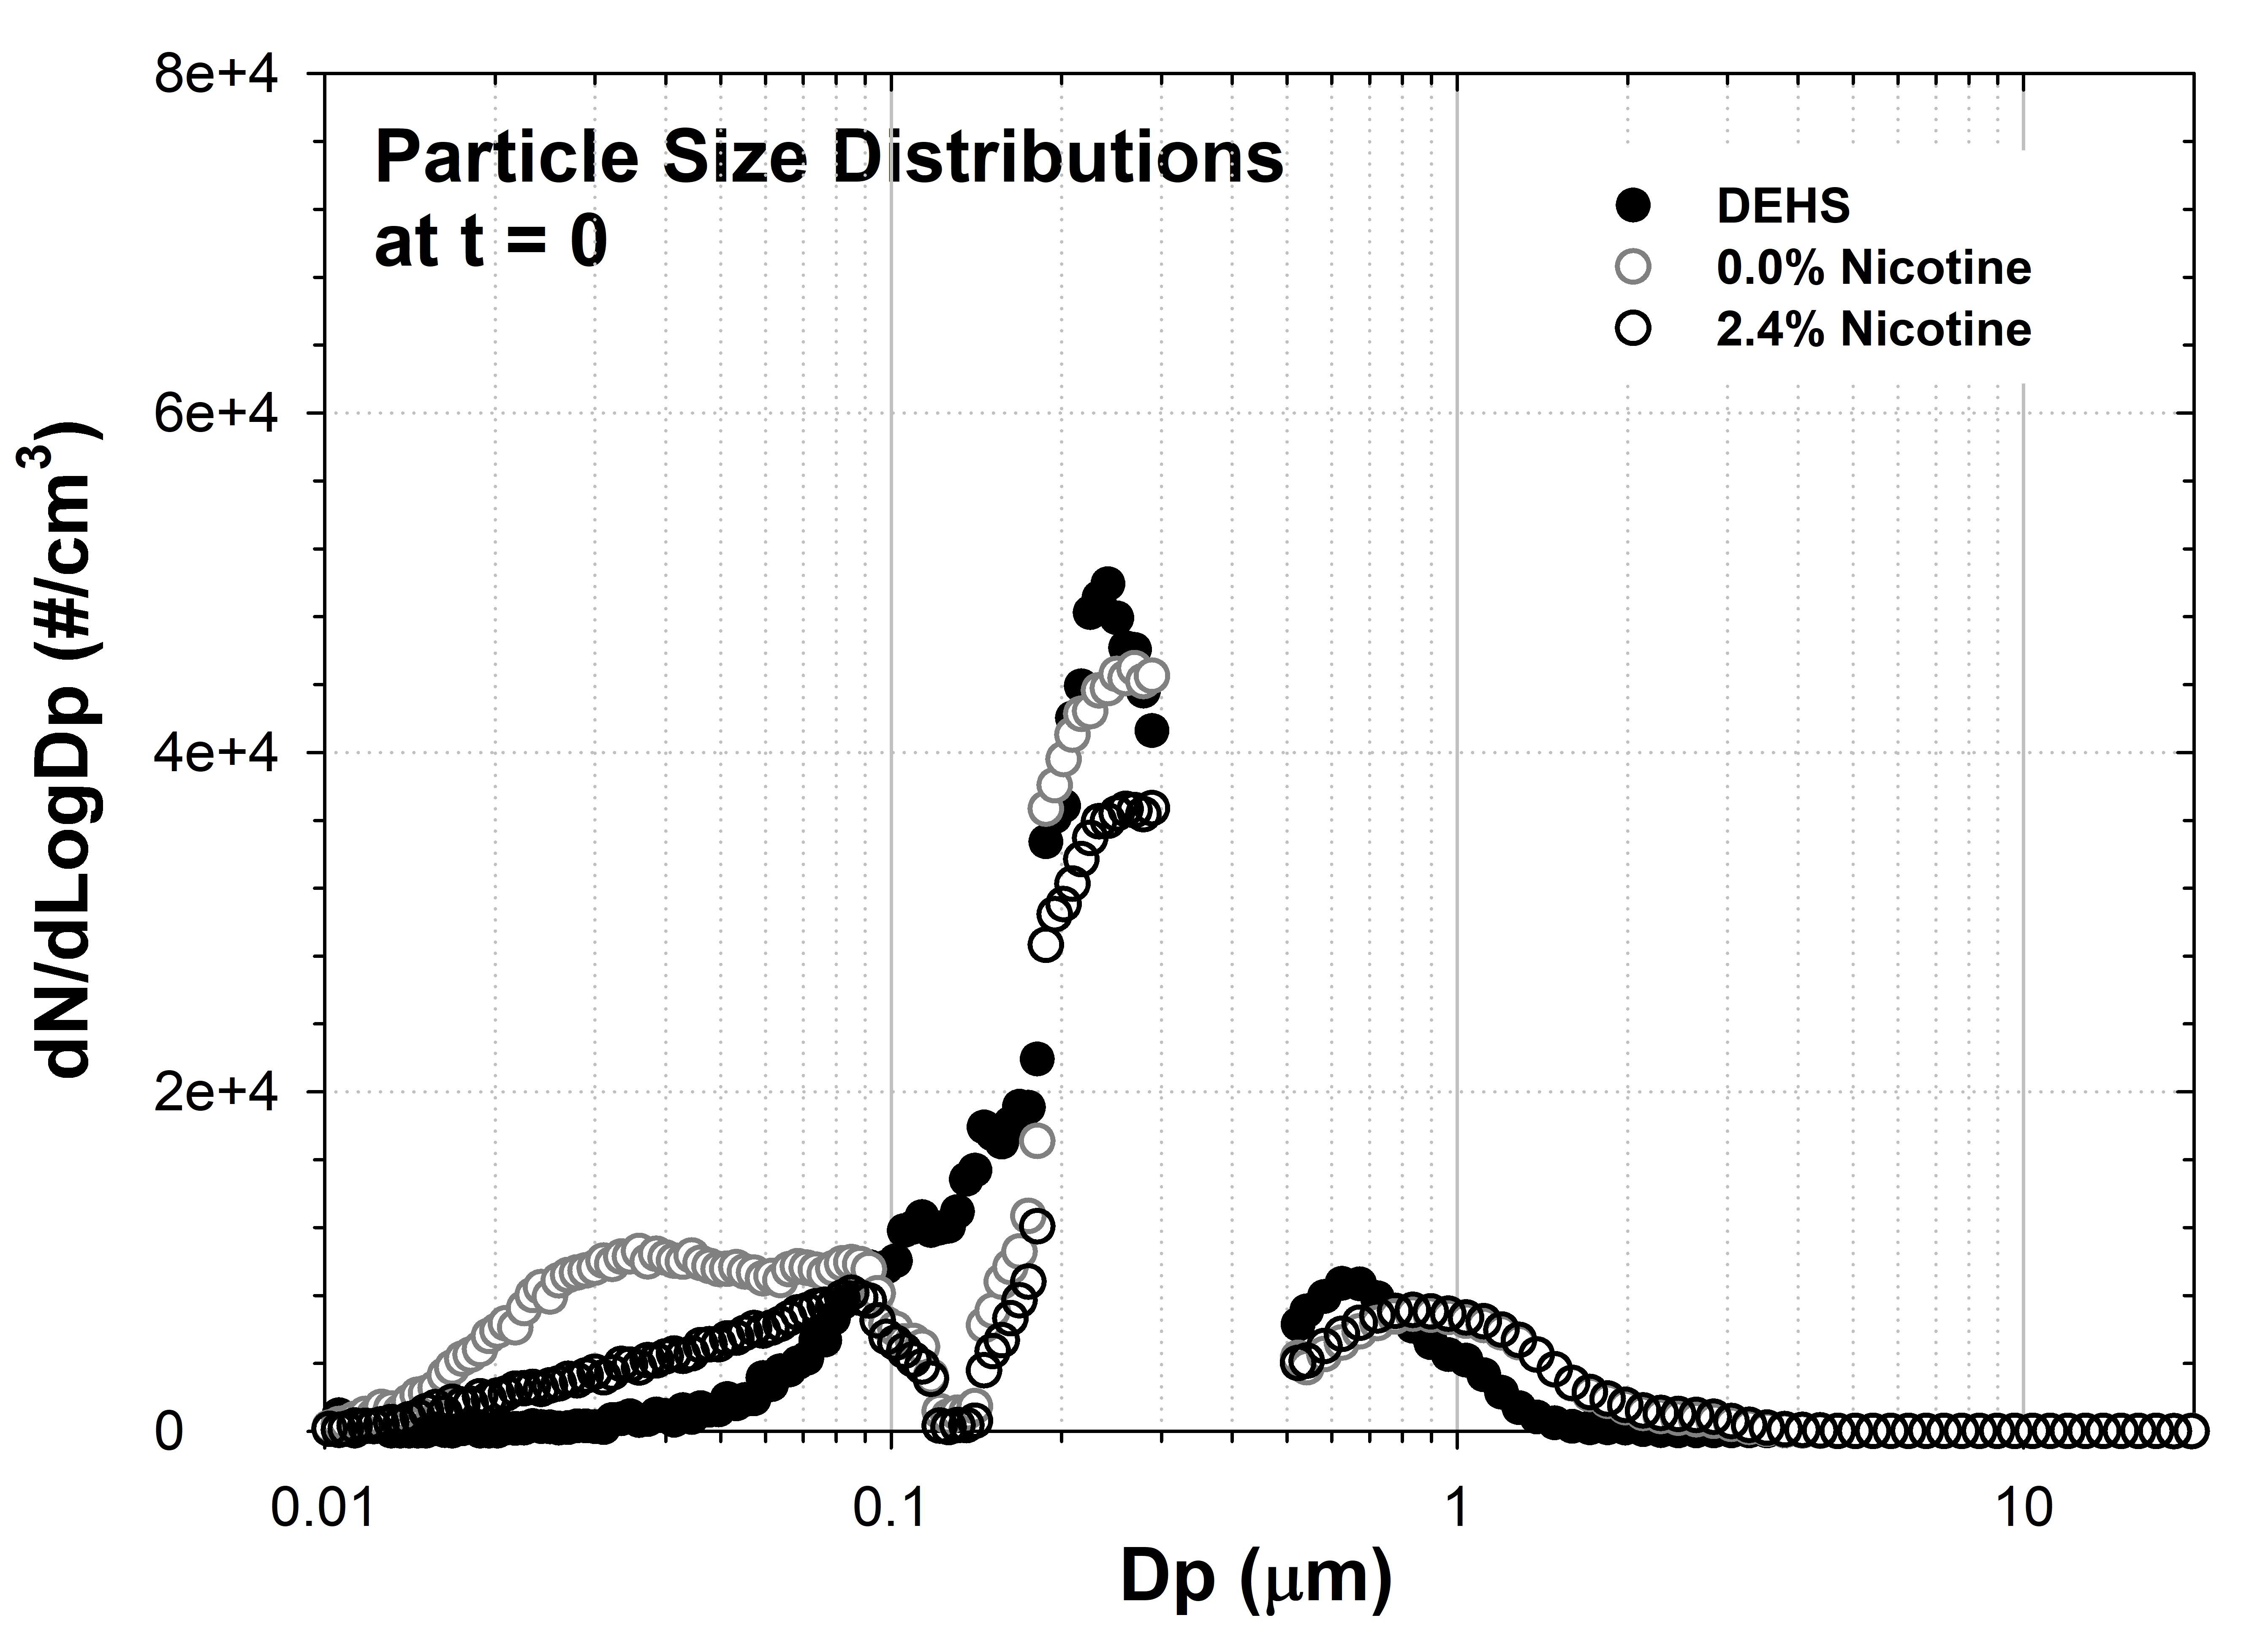 8e+4
Particle Size Distributions
at t = 0
DEHS
0.0% Nicotine
2.4% Nicotine
6e+4
4e+4
2e+4
0
dN/dLogDp (#/cm³)
0.01
0.1
1
10
Dp (μm)